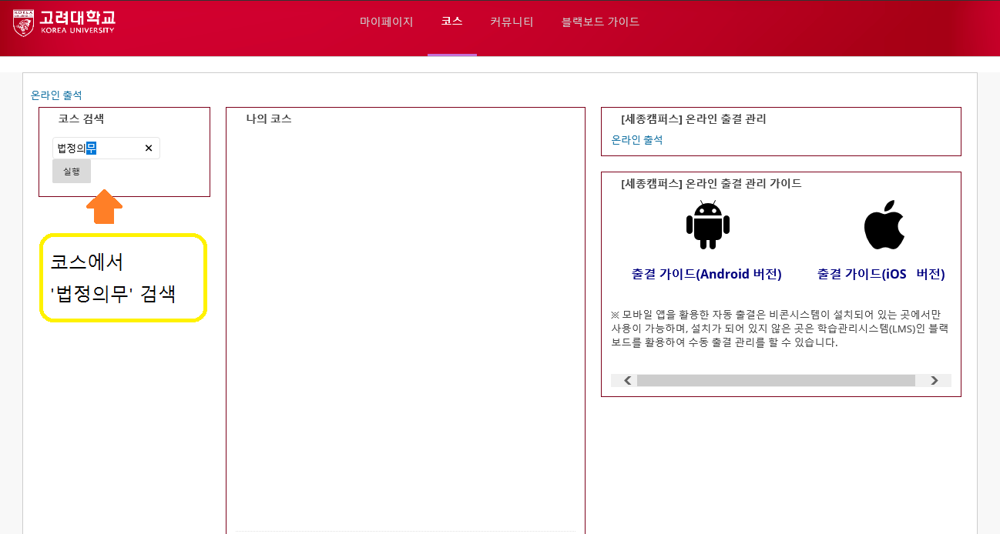 고려대학교
KOREA UNIVERSITY
마이페이지
코스
커뮤니티
블랙보드 가이드
온라인 출석
코스 검색
법정의무
실행
코스에서
'법정의무' 검색
나의 코스
[세종캠퍼스] 온라인 출결 관리
온라인 출석
[세종캠퍼스] 온라인 출결 관리 가이드
출결 가이드(Android 버전)
출결 가이드(iOS 버전)
※ 모바일 앱을 활용한 자동 출결은 비콘시스템이 설치되어 있는 곳에서만
사용이 가능하며, 설치가 되어 있지 않은 곳은 학습관리시스템(LMS)인 블랙
보드를 활용하여 수동 출결 관리를 할 수 있습니다.